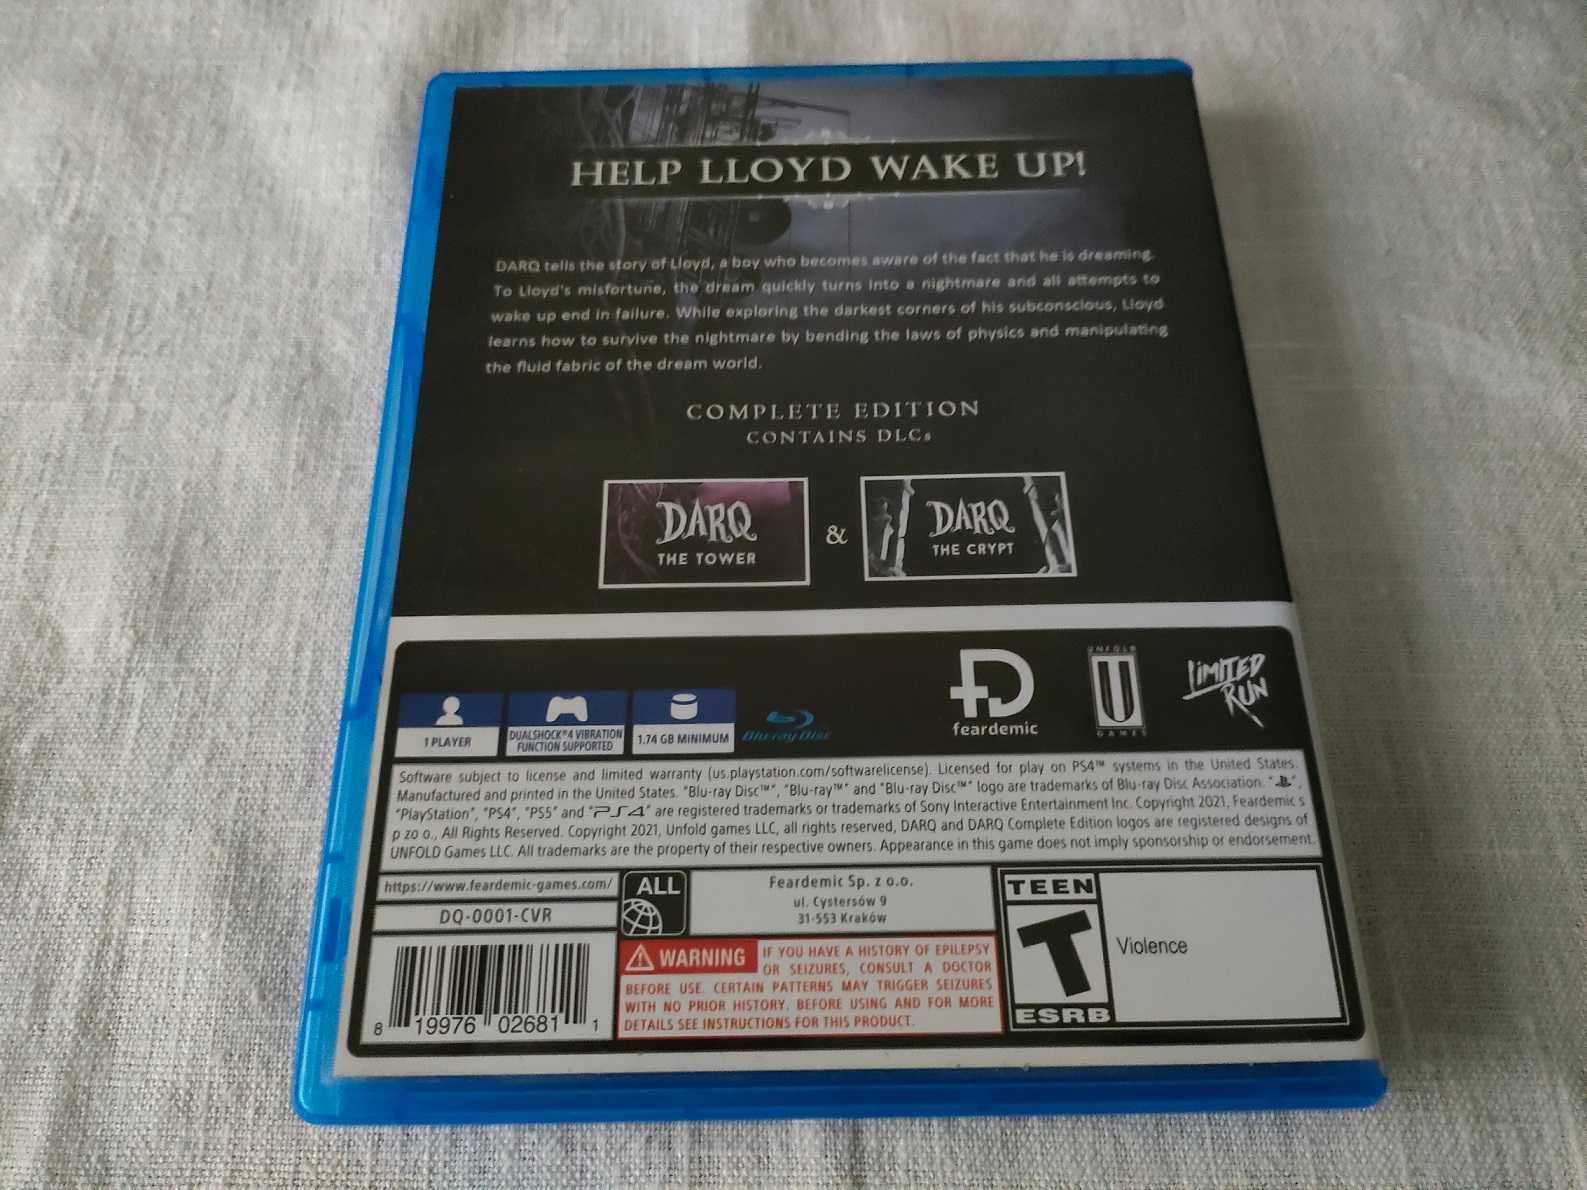 HELP LLOYD WAKE UP!
DARQ tells the story of Lloyd, a boy who becomes aware of the fact that he is dreaming.
To Lloyd's misfortune, the dream quickly turns into a nightmare and all attempts to
wake up end in failure. While exploring the darkest corners of his subconscious, Lloyd
learns how to survive the nightmare by bending the laws of physics and manipulating
the fluid fabric of the dream world.
COMPLETE EDITION
CONTAINS DLCs
DARQ
THE TOWER
&
DARQ
THE CRYPT
1 PLAYER
DUALSHOCK®4 VIBRATION
FUNCTION SUPPORTED
1.74 GB MINIMUM
Blu-ray Disc
feardemic
UNFOLD
GAMES
LIMITED
RUN
Software subject to license and limited warranty (us.playstation.com/softwarelicense). Licensed for play on PS4™ systems in the United States.
Manufactured and printed in the United States. "Blu-ray Disc™", "Blu-ray™" and "Blu-ray Disc™" logo are trademarks of Blu-ray Disc Association. "PS",
"PlayStation", "PS4", "PS5" and "PS4" are registered trademarks or trademarks of Sony Interactive Entertainment Inc. Copyright 2021, Feardemic s
p zo o., All Rights Reserved. Copyright 2021, Unfold games LLC, all rights reserved, DARQ and DARQ Complete Edition logos are registered designs of
UNFOLD Games LLC. All trademarks are the property of their respective owners. Appearance in this game does not imply sponsorship or endorsement.
https://www.feardemic-games.com/
DQ-0001-CVR
8 19976 02681 1
ALL
Feardemic Sp. z o.o.
ul. Cystersów 9
31-553 Kraków
WARNING IF YOU HAVE A HISTORY OF EPILEPSY
OR SEIZURES, CONSULT A DOCTOR
BEFORE USE. CERTAIN PATTERNS MAY TRIGGER SEIZURES
WITH NO PRIOR HISTORY. BEFORE USING AND FOR MORE
DETAILS SEE INSTRUCTIONS FOR THIS PRODUCT.
TEEN
T
ESRB
Violence